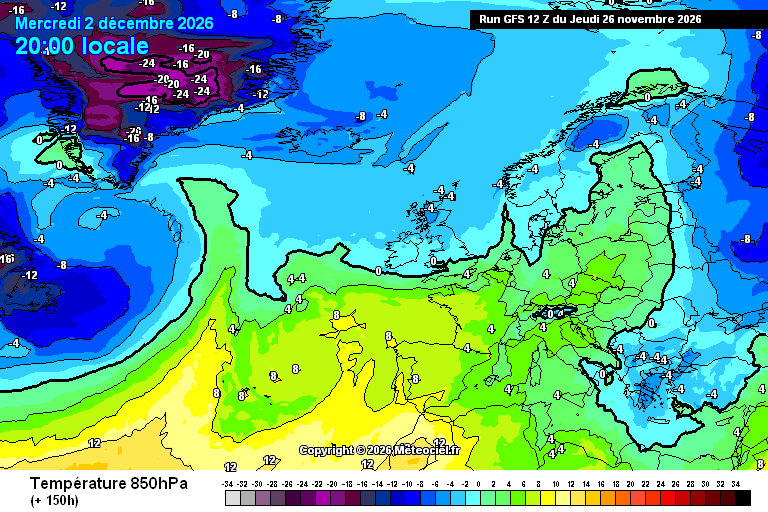 Mercredi 2 décembre 2026
20:00 locale
Run GFS 12 Z du Jeudi 26 novembre 2026
Copyright © 2026 Meteociel.fr
Température 850hPa
(+ 150h)
-34 -32 -30 -28 -26 -24 -22 -20 -18 -16 -14 -12 -10 -8 -6 -4 -2 0 2 4 6 8 10 12 14 16 18 20 22 24 26 28 30 32 34